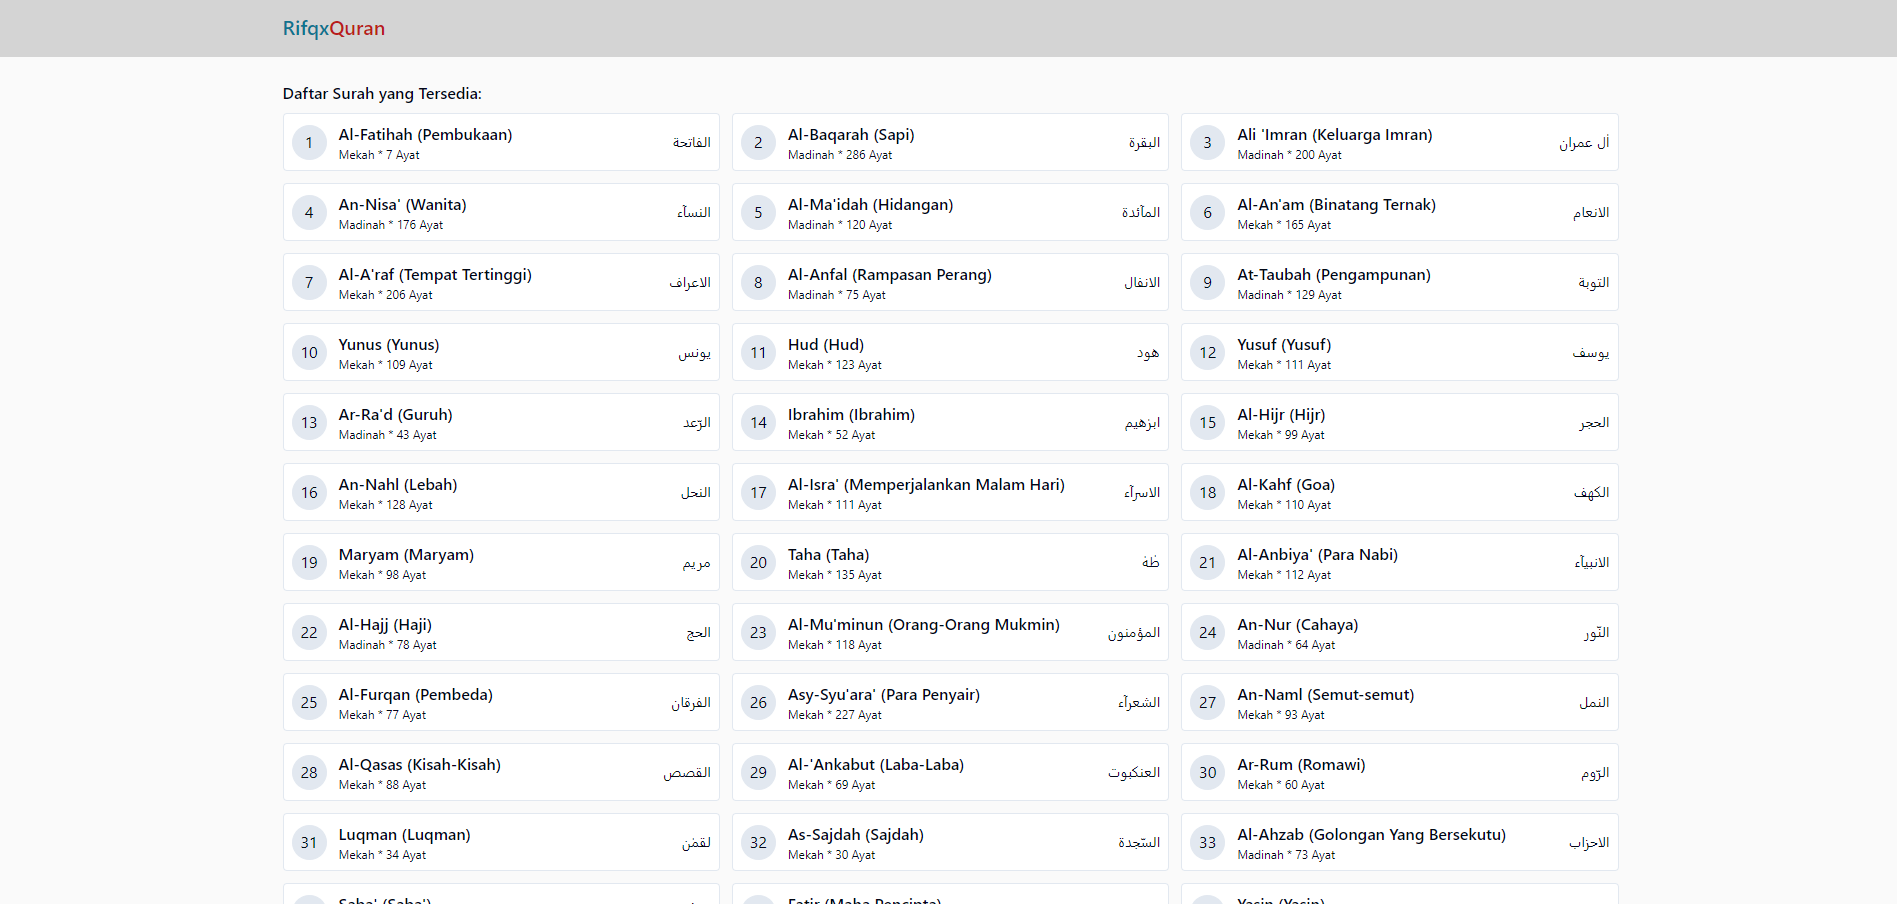 RifqxQuran
Daftar Surah yang Tersedia:
1 Al-Fatihah (Pembukaan) الفاتحة
Mekah * 7 Ayat
2 Al-Baqarah (Sapi) البقرة
Madinah * 286 Ayat
3 Ali 'Imran (Keluarga Imran) اٰل عمران
Madinah * 200 Ayat
4 An-Nisa' (Wanita) النساۤء
Madinah * 176 Ayat
5 Al-Ma'idah (Hidangan) الماۤئدة
Madinah * 120 Ayat
6 Al-An'am (Binatang Ternak) الانعام
Mekah * 165 Ayat
7 Al-A'raf (Tempat Tertinggi) الاعراف
Mekah * 206 Ayat
8 Al-Anfal (Rampasan Perang) الانفال
Madinah * 75 Ayat
9 At-Taubah (Pengampunan) التوبة
Madinah * 129 Ayat
10 Yunus (Yunus) يونس
Mekah * 109 Ayat
11 Hud (Hud) هود
Mekah * 123 Ayat
12 Yusuf (Yusuf) يوسف
Mekah * 111 Ayat
13 Ar-Ra'd (Guruh) الرّعد
Madinah * 43 Ayat
14 Ibrahim (Ibrahim) ابرٰهيم
Mekah * 52 Ayat
15 Al-Hijr (Hijr) الحجر
Mekah * 99 Ayat
16 An-Nahl (Lebah) النحل
Mekah * 128 Ayat
17 Al-Isra' (Memperjalankan Malam Hari) الاسراۤء
Mekah * 111 Ayat
18 Al-Kahf (Goa) الكهف
Mekah * 110 Ayat
19 Maryam (Maryam) مريم
Mekah * 98 Ayat
20 Taha (Taha) طٰهٰ
Mekah * 135 Ayat
21 Al-Anbiya' (Para Nabi) الانبياۤء
Mekah * 112 Ayat
22 Al-Hajj (Haji) الحج
Madinah * 78 Ayat
23 Al-Mu'minun (Orang-Orang Mukmin) المؤمنون
Mekah * 118 Ayat
24 An-Nur (Cahaya) النّور
Madinah * 64 Ayat
25 Al-Furqan (Pembeda) الفرقان
Mekah * 77 Ayat
26 Asy-Syu'ara' (Para Penyair) الشعراۤء
Mekah * 227 Ayat
27 An-Naml (Semut-semut) النمل
Mekah * 93 Ayat
28 Al-Qasas (Kisah-Kisah) القصص
Mekah * 88 Ayat
29 Al-'Ankabut (Laba-Laba) العنكبوت
Mekah * 69 Ayat
30 Ar-Rum (Romawi) الرّوم
Mekah * 60 Ayat
31 Luqman (Luqman) لقمٰن
Mekah * 34 Ayat
32 As-Sajdah (Sajdah) السّجدة
Mekah * 30 Ayat
33 Al-Ahzab (Golongan Yang Bersekutu) الاحزاب
Madinah * 73 Ayat
Saba' (Saba')
Fatir (Maha Pencipta)
Yasin (Yasin)